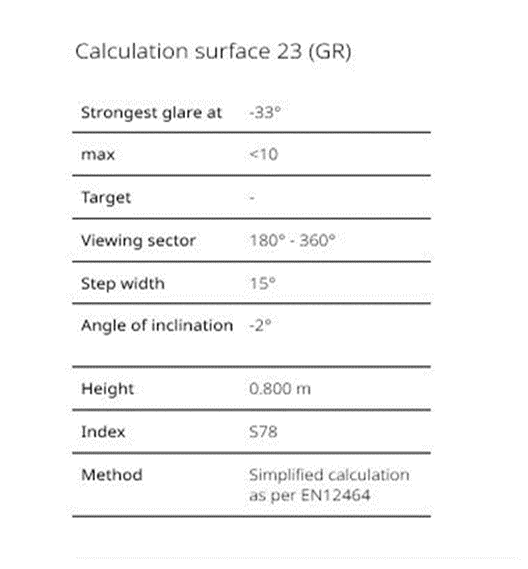 Calculation surface 23 (GR)
Strongest glare at -33°
max <10
Target -
Viewing sector 180° - 360°
Step width 15°
Angle of inclination -2°
Height 0.800 m
Index S78
Method Simplified calculation
as per EN12464